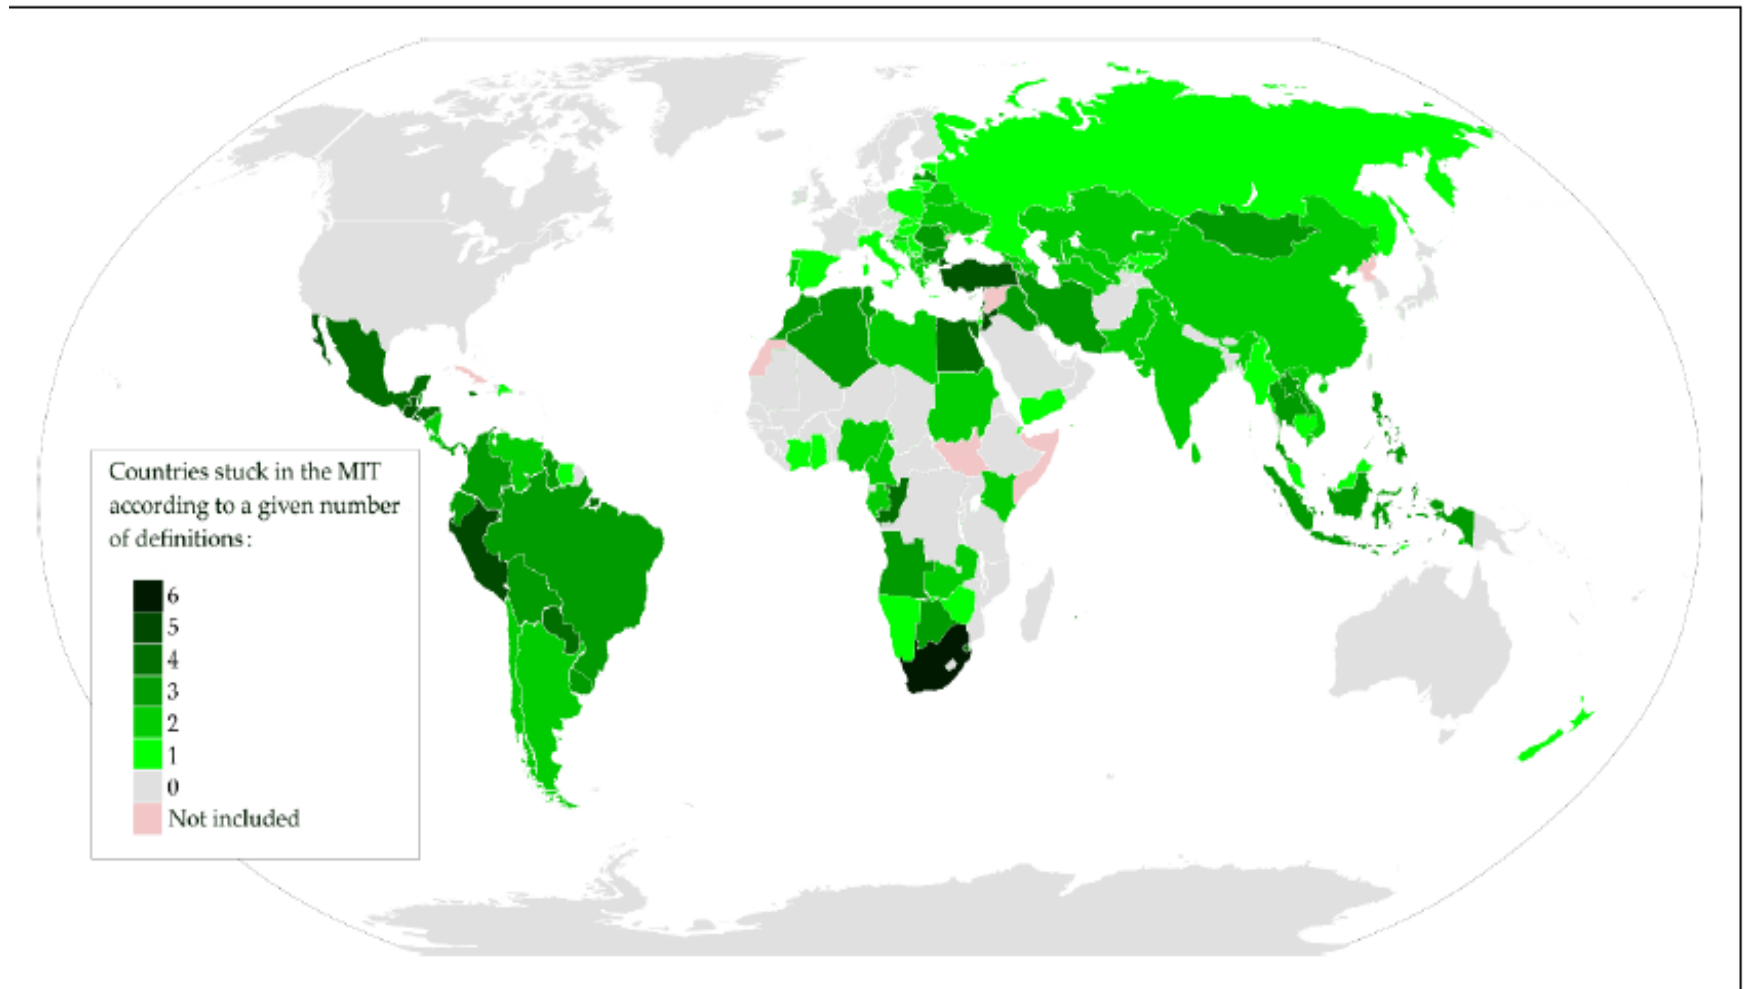 Countries stuck in the MIT
according to a given number
of definitions:
6
5
4
3
2
1
0
Not included